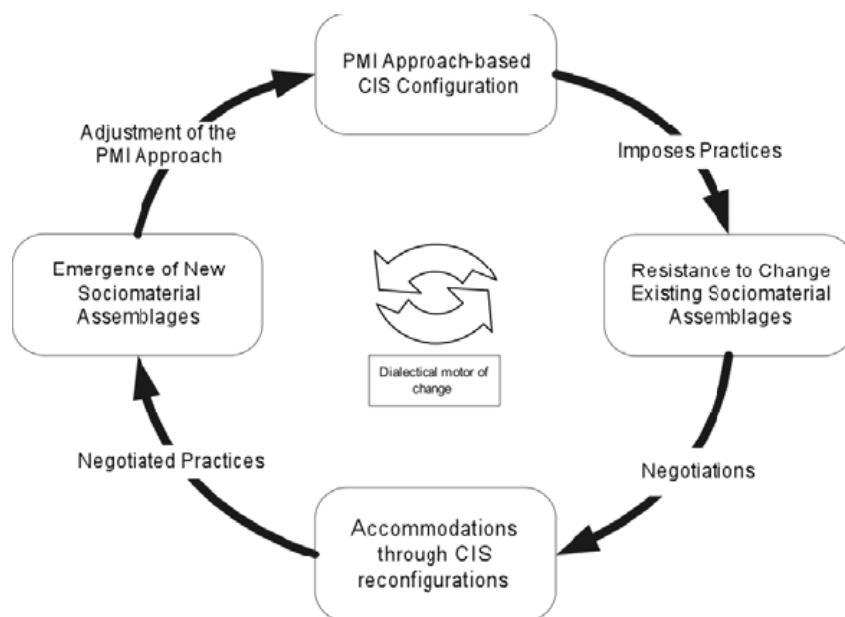 PMI Approach-based
CIS Configuration
Adjustment of the
PMI Approach
Imposes Practices
Emergence of New
Sociomaterial
Assemblages
Resistance to Change
Existing Sociomaterial
Assemblages
Dialectical motor of
change
Negotiated Practices
Negotiations
Accommodations
through CIS
reconfigurations